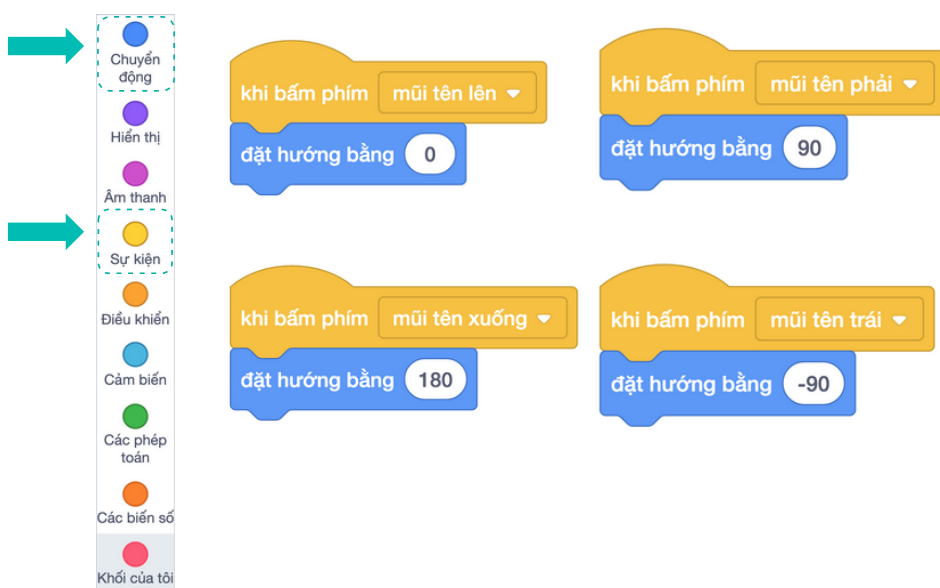 Chuyển
động
Hiển thị
Âm thanh
Sự kiện
Điều khiển
Cảm biến
Các phép
toán
Các biến số
Khối của tôi
khi bấm phím mũi tên lên
đặt hướng bằng 0
khi bấm phím mũi tên phải
đặt hướng bằng 90
khi bấm phím mũi tên xuống
đặt hướng bằng 180
khi bấm phím mũi tên trái
đặt hướng bằng -90